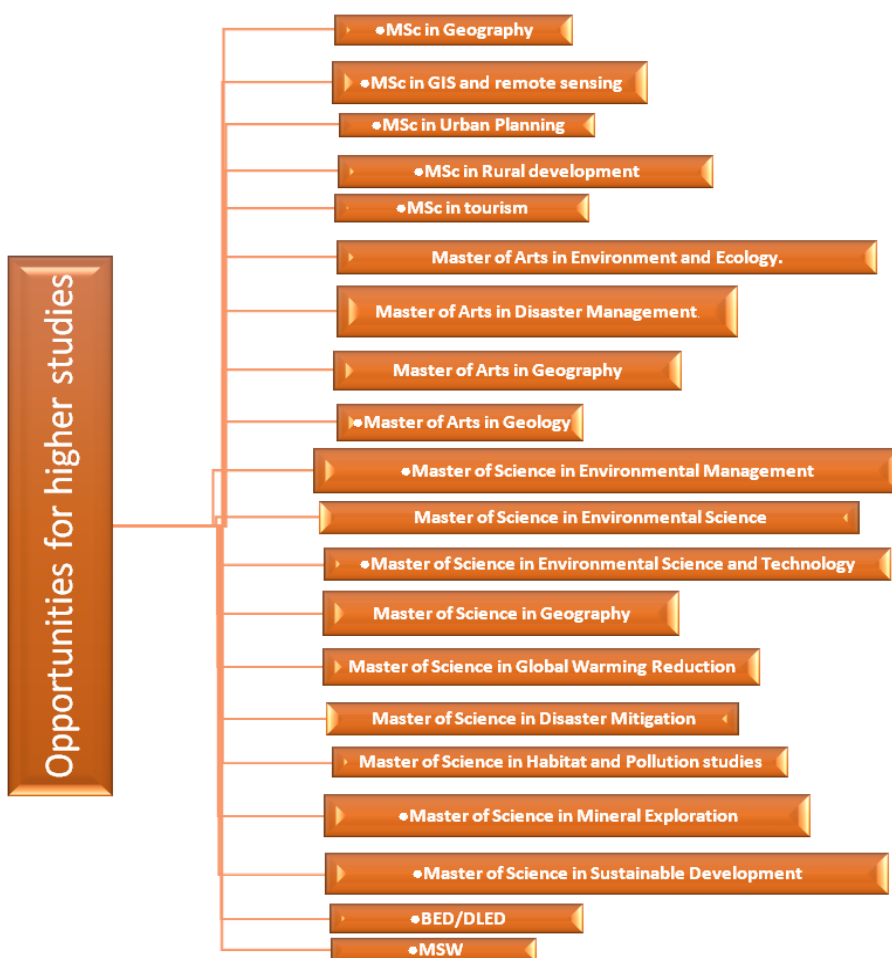 Opportunities for higher studies
•MSc in Geography
•MSc in GIS and remote sensing
•MSc in Urban Planning
•MSc in Rural development
•MSc in tourism
Master of Arts in Environment and Ecology.
Master of Arts in Disaster Management
Master of Arts in Geography
•Master of Arts in Geology
•Master of Science in Environmental Management
Master of Science in Environmental Science
•Master of Science in Environmental Science and Technology
Master of Science in Geography
Master of Science in Global Warming Reduction
Master of Science in Disaster Mitigation
Master of Science in Habitat and Pollution studies
•Master of Science in Mineral Exploration
•Master of Science in Sustainable Development
•BED/DLED
•MSW